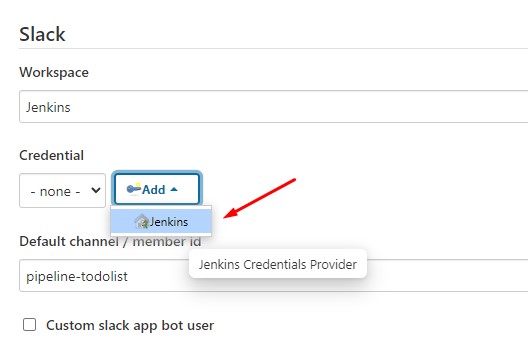 Slack
Workspace
Jenkins
Credential
- none -
Add
Jenkins
Default channel / member id
Jenkins Credentials Provider
pipeline-todolist
Custom slack app bot user